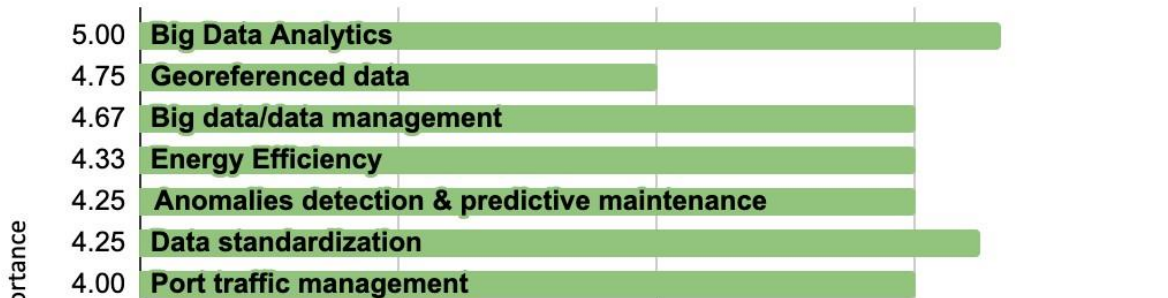 5.00 Big Data Analytics
4.75 Georeferenced data
4.67 Big data/data management
4.33 Energy Efficiency
4.25 Anomalies detection & predictive maintenance
4.25 Data standardization
4.00 Port traffic management
ortance